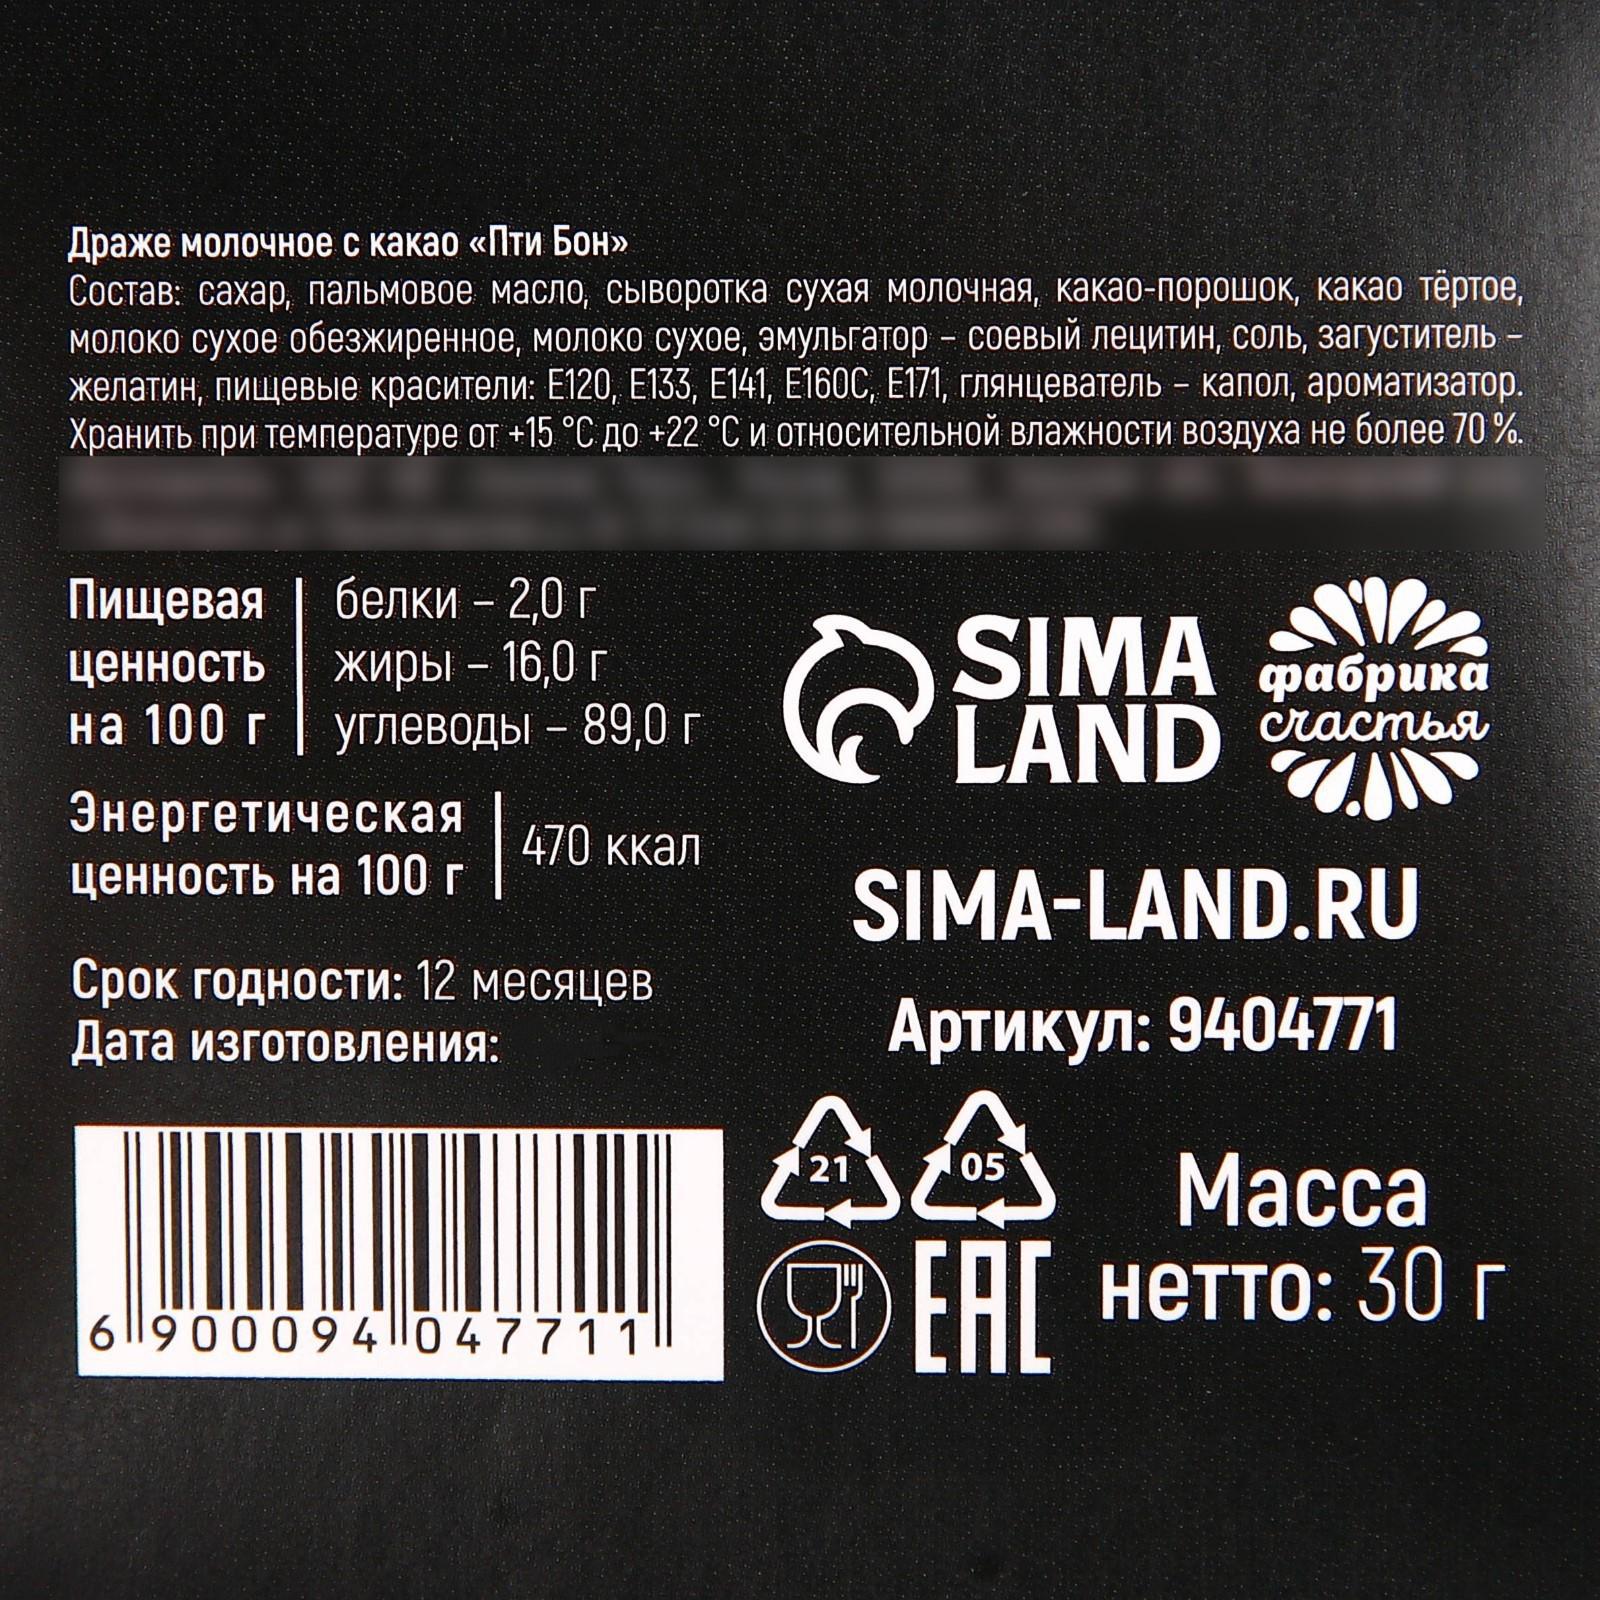 Драже молочное с какао «Пти Бон»
Состав: сахар, пальмовое масло, сыворотка сухая молочная, какао-порошок, какао тёртое,
молоко сухое обезжиренное, молоко сухое, эмульгатор – соевый лецитин, соль, загуститель –
желатин, пищевые красители: Е120, Е133, Е141, Е160С, Е171, глянцеватель – капол, ароматизатор.
Хранить при температуре от +15 °С до +22 °С и относительной влажности воздуха не более 70 %.
Пищевая
ценность
на 100 г
белки – 2,0 г
жиры – 16,0 г
углеводы – 89,0 г
Энергетическая
ценность на 100 г
470 ккал
Срок годности: 12 месяцев
Дата изготовления:
6 900094 047711
SIMA
LAND
фабрика
счастья
SIMA-LAND.RU
Артикул: 9404771
21
05
EAC
Масса
нетто: 30 г